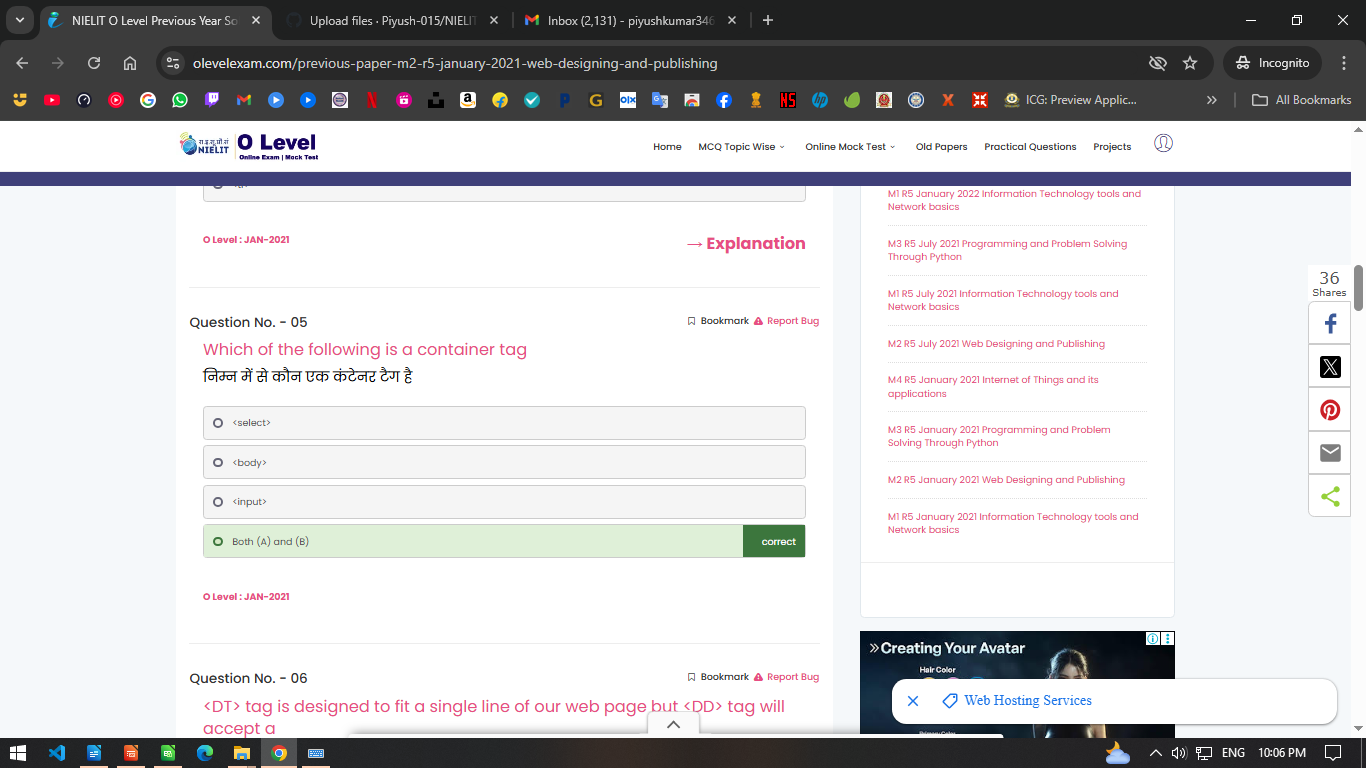 NIELIT O Level Previous Year So
Upload files · Piyush-015/NIELIT
Inbox (2,131) - piyushkumar346
olevelexam.com/previous-paper-m2-r5-january-2021-web-designing-and-publishing
Incognito
ICG: Preview Applic...
All Bookmarks
रा.इ.सू.प्रौ.सं
NIELIT
O Level
Online Exam | Mock Test
Home
MCQ Topic Wise
Online Mock Test
Old Papers
Practical Questions
Projects
O Level : JAN-2021
→ Explanation
Question No. - 05
Bookmark
Report Bug
Which of the following is a container tag
निम्न में से कौन एक कंटेनर टैग है
<select>
<body>
<input>
Both (A) and (B)
correct
O Level : JAN-2021
Question No. - 06
Bookmark
Report Bug
<DT> tag is designed to fit a single line of our web page but <DD> tag will
accept a
M1 R5 January 2022 Information Technology tools and
Network basics
M3 R5 July 2021 Programming and Problem Solving
Through Python
M1 R5 July 2021 Information Technology tools and
Network basics
M2 R5 July 2021 Web Designing and Publishing
M4 R5 January 2021 Internet of Things and its
applications
M3 R5 January 2021 Programming and Problem
Solving Through Python
M2 R5 January 2021 Web Designing and Publishing
M1 R5 January 2021 Information Technology tools and
Network basics
36
Shares
Creating Your Avatar
Hair Color
Web Hosting Services
ENG
10:06 PM